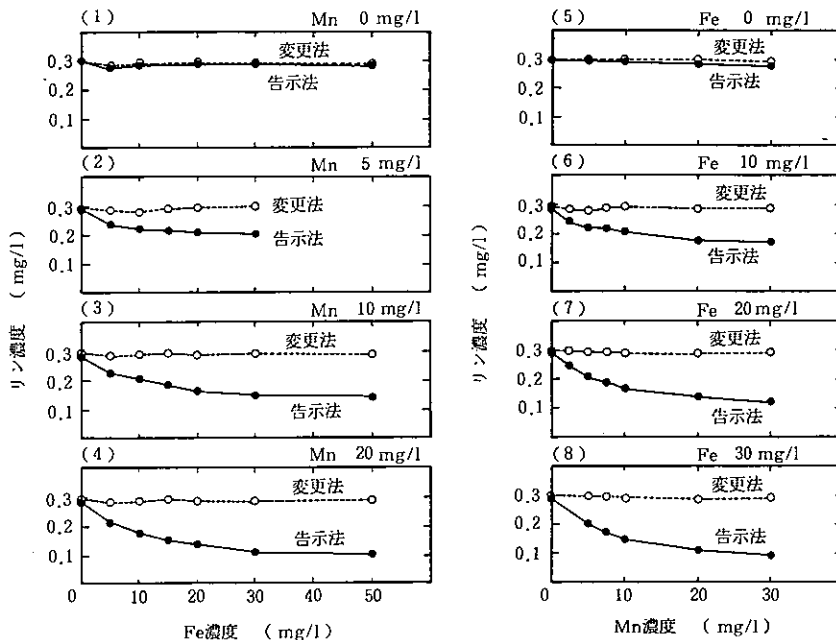 (1) Mn 0 mg/l
変更法
告示法
0.3
0.2
0.1
(2) Mn 5 mg/l
変更法
告示法
0.3
0.2
0.1
(3) Mn 10 mg/l
変更法
告示法
0.3
0.2
0.1
(4) Mn 20 mg/l
変更法
告示法
0.3
0.2
0.1
0 10 20 30 40 50
Fe濃度 (mg/l)
リン濃度 (mg/l)
(5) Fe 0 mg/l
変更法
告示法
0.3
0.2
0.1
(6) Fe 10 mg/l
変更法
告示法
0.3
0.2
0.1
(7) Fe 20mg/l
変更法
告示法
0.3
0.2
0.1
(8) Fe 30 mg/l
変更法
告示法
0.3
0.2
0.1
0 10 20 30
Mn濃度 (mg/l)
リン濃度 (mg/l)